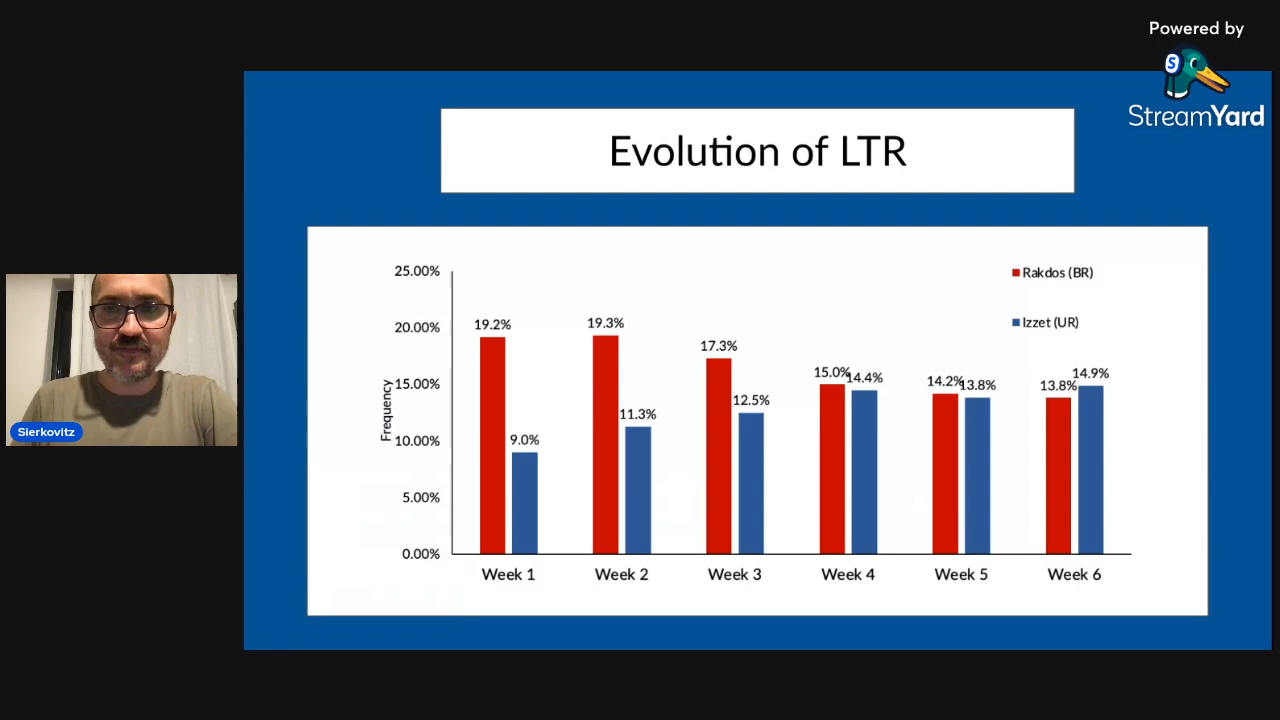 Powered by
S
StreamYard
Evolution of LTR
25.00%
20.00%
15.00%
10.00%
5.00%
0.00%
Frequency
Rakdos (BR)
Izzet (UR)
19.2%
9.0%
19.3%
11.3%
17.3%
12.5%
15.0%
14.4%
14.2%
13.8%
13.8%
14.9%
Week 1
Week 2
Week 3
Week 4
Week 5
Week 6
Sierkovitz